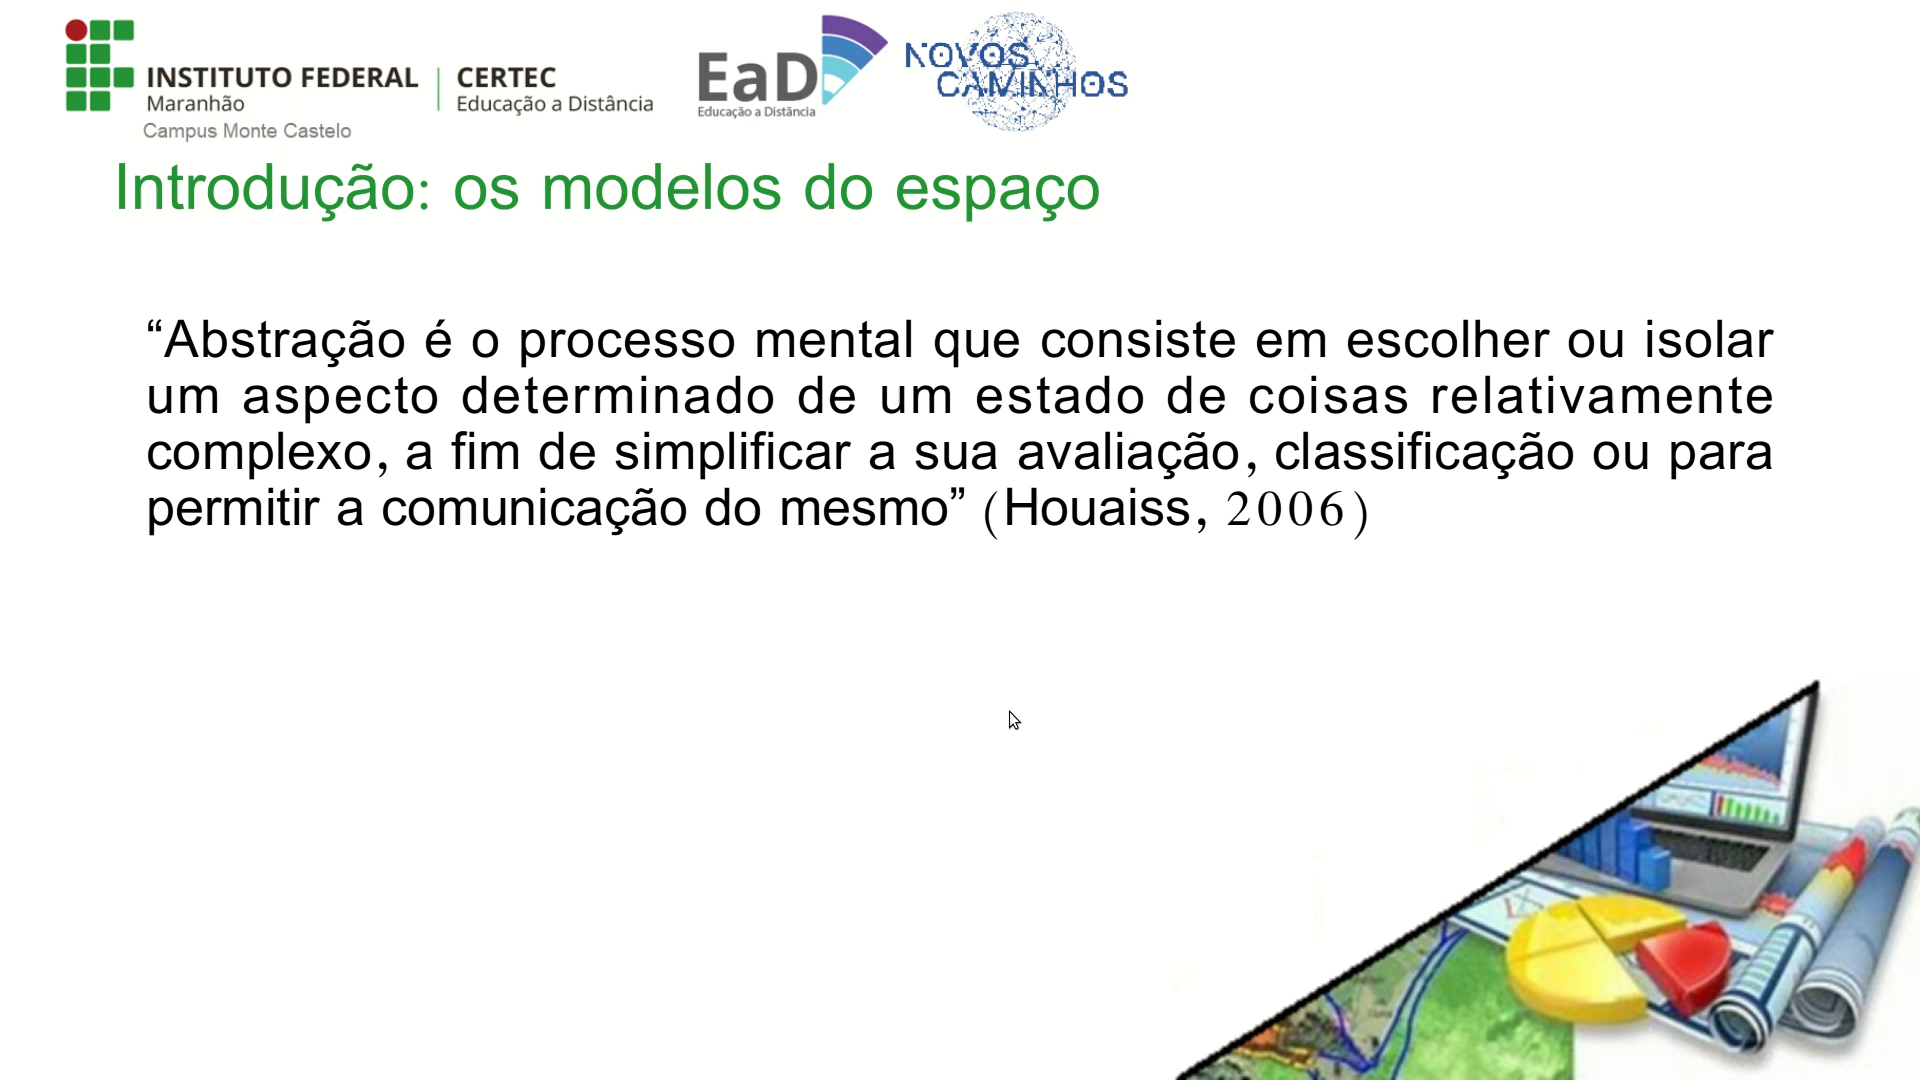 INSTITUTO FEDERAL
Maranhão
Campus Monte Castelo
CERTEC
Educação a Distância
EaD
Educação a Distância
NOVOS
CAMINHOS
Introdução: os modelos do espaço
“Abstração é o processo mental que consiste em escolher ou isolar
um aspecto determinado de um estado de coisas relativamente
complexo, a fim de simplificar a sua avaliação, classificação ou para
permitir a comunicação do mesmo” (Houaiss, 2006)